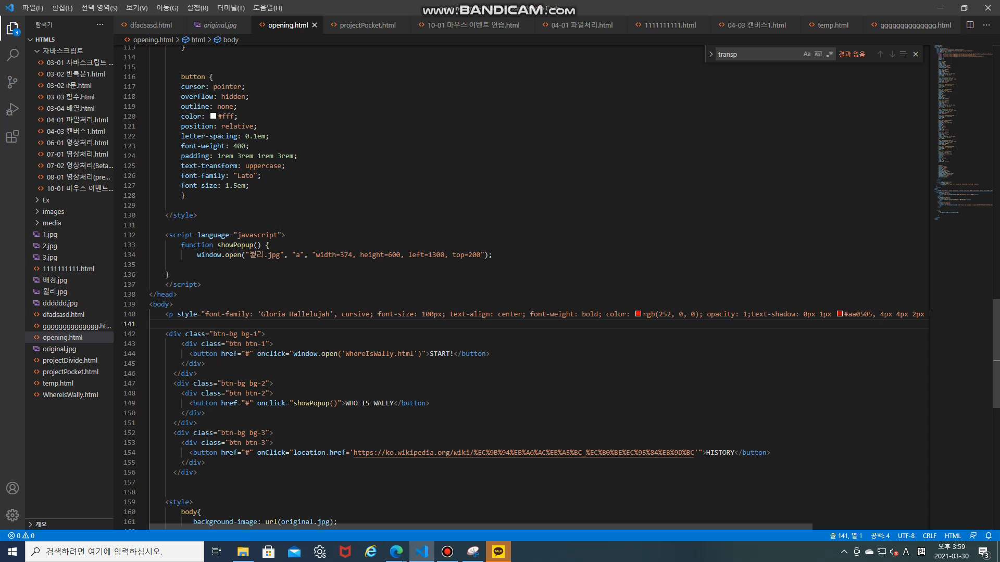 파일(F) 편집(E) 선택 영역(S) 보기(V) 이동(G) 실행(R) 터미널(T) 도움말(H)
www.BANDICAM.com
탐색기 ···
dfadsasd.html original.jpg opening.html projectPocket.html 10-01 마우스 이벤트 연습.html 04-01 파일처리.html 1111111111.html 04-03 캔버스1.html temp.html gggggggggggggg.html
HTML5
opening.html > html > body
자바스크립트
03-01 자바스크립트 ...
03-02 반복문1.html
03-02 if문.html
03-03 함수.html
03-04 배열.html
04-01 파일처리.html
04-03 캔버스1.html
06-01 영상처리.html
07-01 영상처리.html
07-02 영상처리(Beta...
08-01 영상처리(pre...
10-01 마우스 이벤트...
Ex
images
media
1.jpg
2.jpg
3.jpg
1111111111.html
배경.jpg
월리.jpg
dddddd.jpg
dfadsasd.html
gggggggggggggg.ht...
opening.html
original.jpg
projectDivide.html
projectPocket.html
temp.html
WhereIsWally.html
개요
transp Aa Abl .* 결과 없음
113 }
114
115
116 button {
117 cursor: pointer;
118 overflow: hidden;
119 outline: none;
120 color: #fff;
121 position: relative;
122 letter-spacing: 0.1em;
123 font-weight: 400;
124 padding: 1rem 3rem 1rem 3rem;
125 text-transform: uppercase;
126 font-family: "Lato";
127 font-size: 1.5em;
128 }
129
130 </style>
131
132 <script language="javascript">
133 function showPopup() {
134 window.open("월리.jpg", "a", "width=374, height=600, left=1300, top=200");
135
136 }
137 </script>
138 </head>
139 <body>
140 <p style="font-family: 'Gloria Hallelujah', cursive; font-size: 100px; text-align: center; font-weight: bold; color: rgb(252, 0, 0); opacity: 1;text-shadow: 0px 1px #aa0505, 4px 4px 2px
141
142 <div class="btn-bg bg-1">
143 <div class="btn btn-1">
144 <button href="#" onclick="window.open('WhereIsWally.html')">START!</button>
145 </div>
146 </div>
147 <div class="btn-bg bg-2">
148 <div class="btn btn-2">
149 <button href="#" onclick="showPopup()">WHO IS WALLY</button>
150 </div>
151 </div>
152 <div class="btn-bg bg-3">
153 <div class="btn btn-3">
154 <button href="#" onClick="location.href='https://ko.wikipedia.org/wiki/%EC%9B%94%EB%A6%AC%EB%A5%BC_%EC%B0%BE%EC%95%84%EB%9D%BC'">HISTORY</button>
155 </div>
156 </div>
157
158
159 <style>
160 body{
161 background-image: url(original.jpg);
0 0
줄 141, 열 1 공백: 4 UTF-8 CRLF HTML
검색하려면 여기에 입력하십시오.
TALK
A 한
오후 3:59
2021-03-30
3